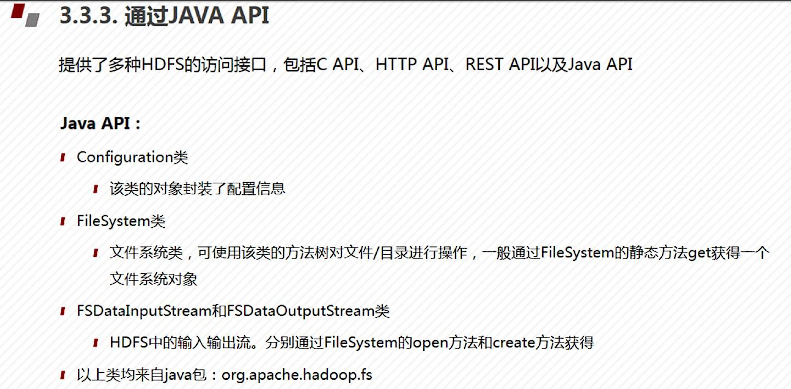 3.3.3. 通过JAVA API
提供了多种HDFS的访问接口，包括C API、HTTP API、REST API以及Java API
Java API：
Configuration类
该类的对象封装了配置信息
FileSystem类
文件系统类，可使用该类的方法树对文件/目录进行操作，一般通过FileSystem的静态方法get获得一个
文件系统对象
FSDataInputStream和FSDataOutputStream类
HDFS中的输入输出流。分别通过FileSystem的open方法和create方法获得
以上类均来自java包：org.apache.hadoop.fs